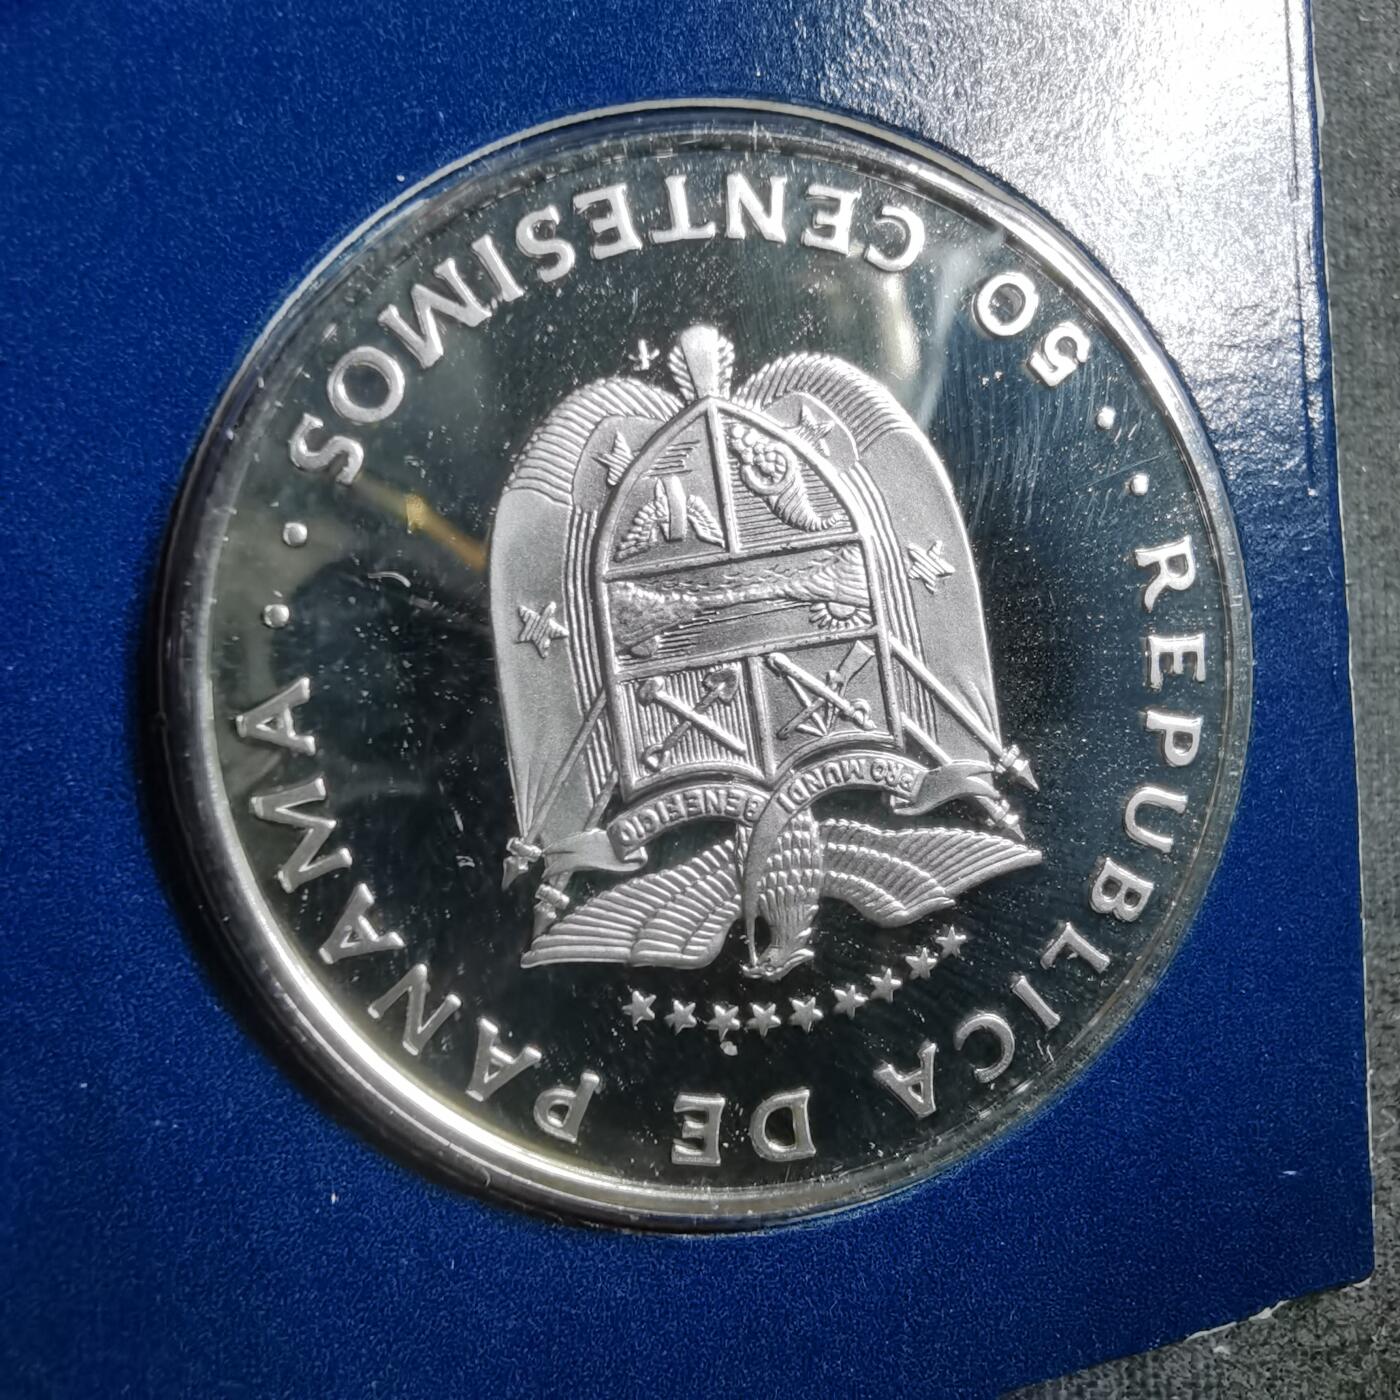 REPUBLICA DE PANAMA
50 CENTESIMOS
PRO MUNDI BENEFICIO